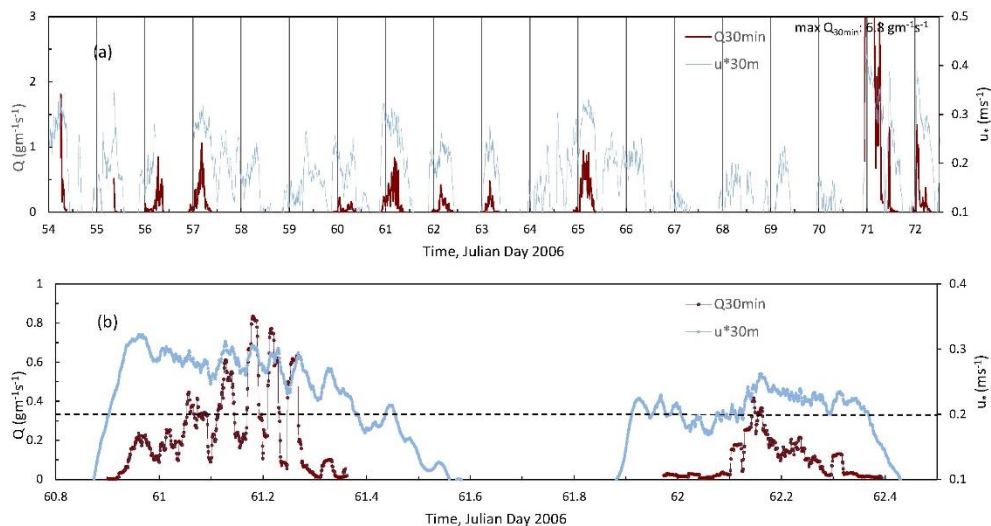 3
0.5
max Q30min: 6.8 gm⁻¹s⁻¹
(a)
Q30min
u*30m
2
0.4
Q (gm⁻¹s⁻¹)
0.3
u* (ms⁻¹)
1
0.2
0
0.1
54 55 56 57 58 59 60 61 62 63 64 65 66 67 68 69 70 71 72
Time, Julian Day 2006
1
0.4
(b)
Q30min
u*30m
0.8
0.6
0.3
Q (gm⁻¹s⁻¹)
u* (ms⁻¹)
0.4
0.2
0.2
0
0.1
60.8 61 61.2 61.4 61.6 61.8 62 62.2 62.4
Time, Julian Day 2006